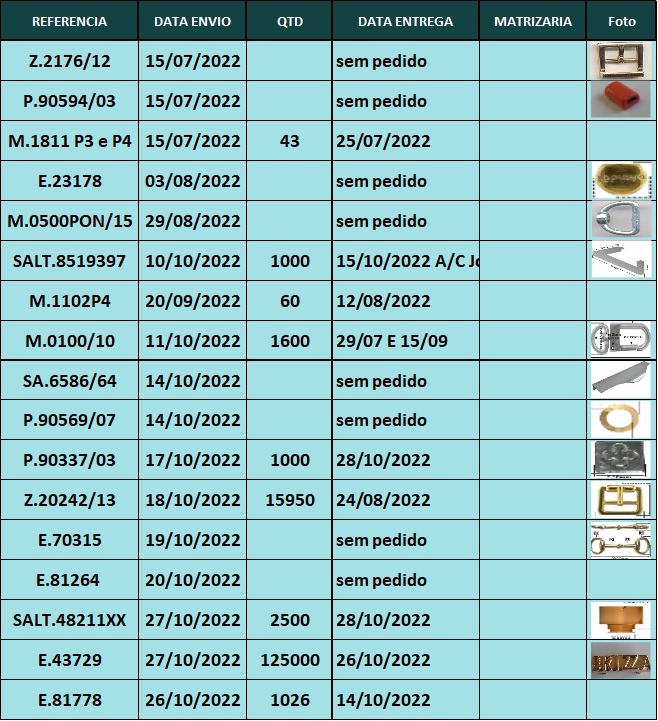 REFERENCIA DATA ENVIO QTD DATA ENTREGA MATRIZARIA Foto
Z.2176/12 15/07/2022 sem pedido
P.90594/03 15/07/2022 sem pedido
M.1811 P3 e P4 15/07/2022 43 25/07/2022
E.23178 03/08/2022 sem pedido
M.0500PON/15 29/08/2022 sem pedido
SALT.8519397 10/10/2022 1000 15/10/2022 A/C
M.1102P4 20/09/2022 60 12/08/2022
M.0100/10 11/10/2022 1600 29/07 E 15/09
SA.6586/64 14/10/2022 sem pedido
P.90569/07 14/10/2022 sem pedido
P.90337/03 17/10/2022 1000 28/10/2022
Z.20242/13 18/10/2022 15950 24/08/2022
E.70315 19/10/2022 sem pedido
E.81264 20/10/2022 sem pedido
SALT.48211XX 27/10/2022 2500 28/10/2022
E.43729 27/10/2022 125000 26/10/2022
E.81778 26/10/2022 1026 14/10/2022